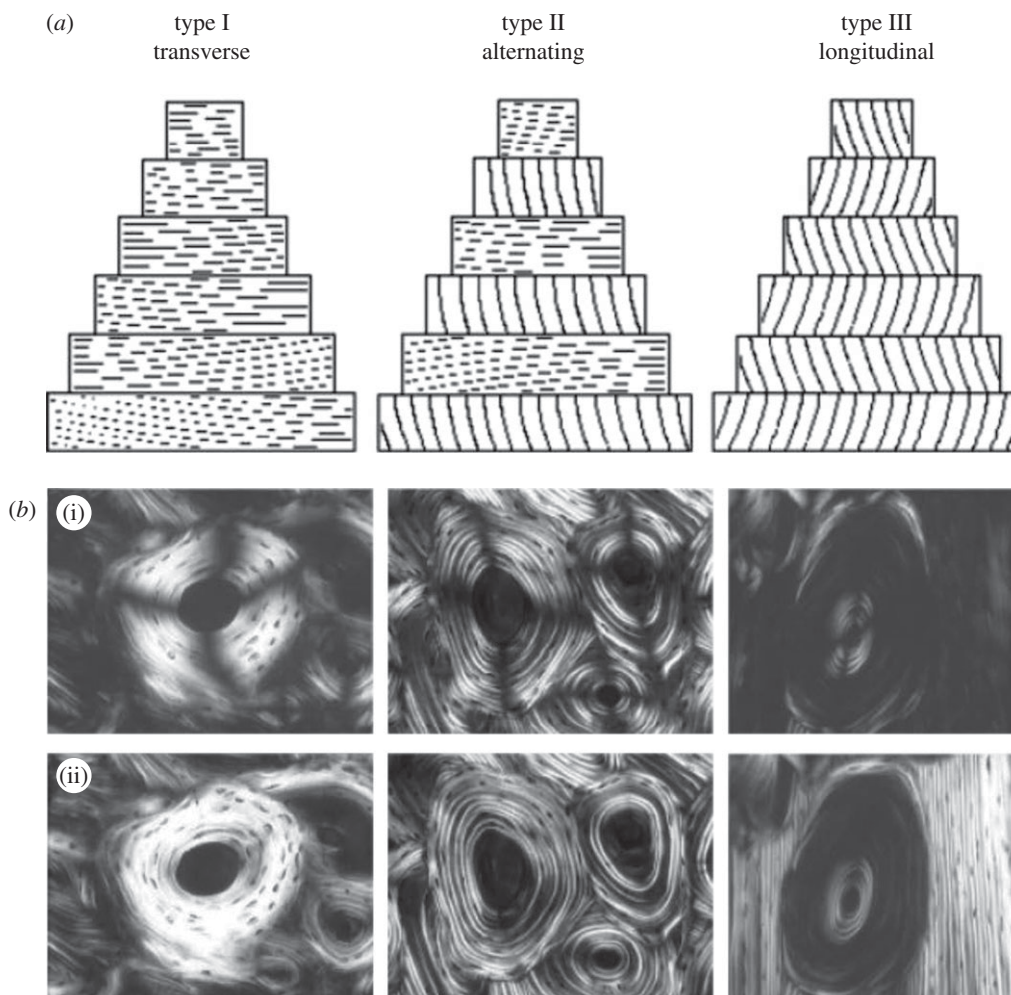 (a)
type I
transverse
type II
alternating
type III
longitudinal
(b)
(i)
(ii)